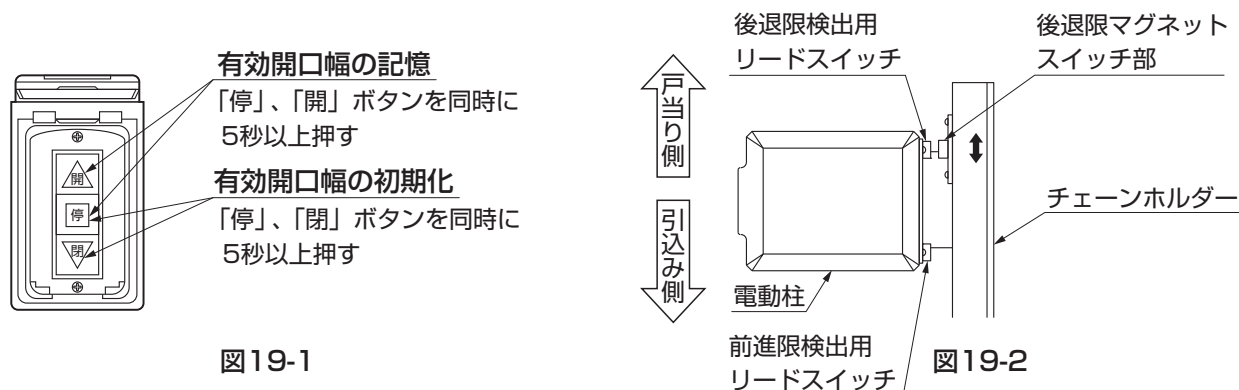 有効開口幅の記憶
「停」、「開」ボタンを同時に
5秒以上押す
有効開口幅の初期化
「停」、「閉」ボタンを同時に
5秒以上押す
開
停
閉
図19-1
後退限検出用
リードスイッチ
後退限マグネット
スイッチ部
戸当り側
引込み側
チェーンホルダー
電動柱
前進限検出用
リードスイッチ
図19-2